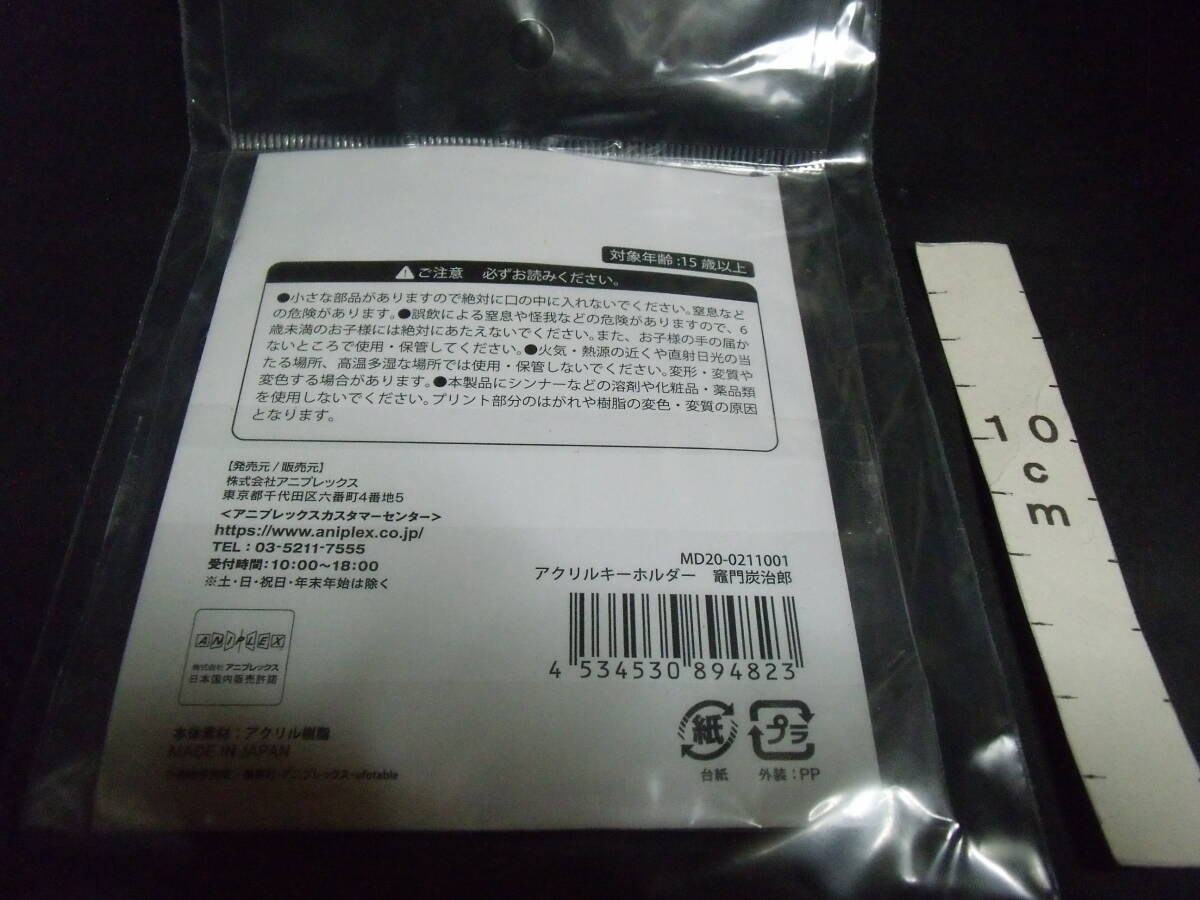 対象年齢:15歳以上
ご注意 必ずお読みください。
●小さな部品がありますので絶対に口の中に入れないでください。窒息など
の危険があります。●誤飲による窒息や怪我などの危険がありますので、6
歳未満のお子様には絶対にあたえないでください。また、お子様の手の届か
ないところで使用・保管してください。●火気・熱源の近くや直射日光の当
たる場所、高温多湿な場所では使用・保管しないでください。変形・変質や
変色する場合があります。●本製品にシンナーなどの溶剤や化粧品・薬品類
を使用しないでください。プリント部分のはがれや樹脂の変色・変質の原因
となります。
【発売元/販売元】
株式会社アニプレックス
東京都千代田区六番町4番地5
<アニプレックスカスタマーセンター>
https://www.aniplex.co.jp/
TEL:03-5211-7555
受付時間:10:00〜18:00
※土・日・祝日・年末年始は除く
MD20-0211001
アクリルキーホルダー 竈門炭治郎
4 534530 894823
ANIPLEX
株式会社アニプレックス
日本国内販売許諾
本体素材:アクリル樹脂
MADE IN JAPAN
集英社・アニプレックス・ufotable
紙
台紙
プラ
外装:PP
10
c
m